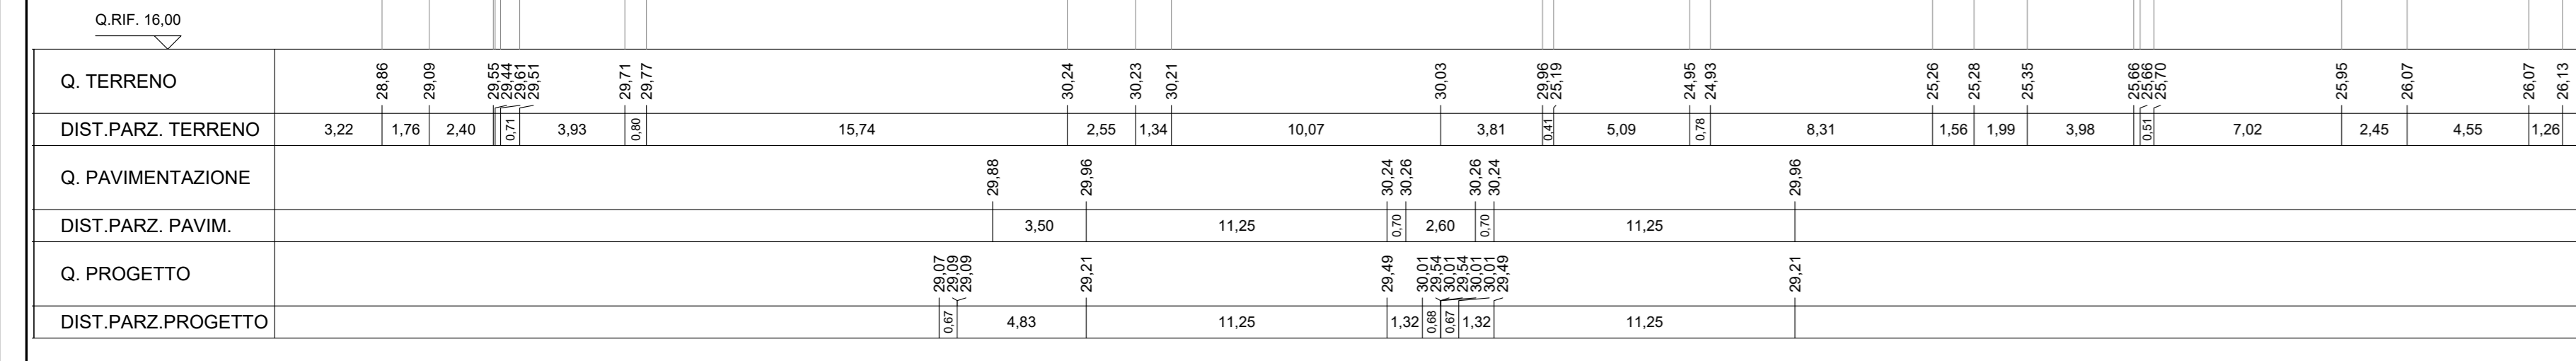 Q.RIF. 16,00
Q. TERRENO 28,86 29,09 29,55 29,44 29,61 29,51 29,71 29,77 30,24 30,23 30,21 30,03 29,96 25,19 24,95 24,93 25,26 25,28 25,35 25,66 25,66 25,70 25,95 26,07 26,07 26,13
DIST.PARZ. TERRENO 3,22 1,76 2,40 0,71 3,93 0,80 15,74 2,55 1,34 10,07 3,81 0,41 5,09 0,78 8,31 1,56 1,99 3,98 0,51 7,02 2,45 4,55 1,26
Q. PAVIMENTAZIONE 29,88 29,96 30,24 30,26 30,26 30,24 29,96
DIST.PARZ. PAVIM. 3,50 11,25 0,70 2,60 0,70 11,25
Q. PROGETTO 29,07 29,09 29,09 29,21 29,49 30,01 29,54 30,01 29,54 30,01 30,01 29,49 29,21
DIST.PARZ.PROGETTO 0,67 4,83 11,25 1,32 0,68 0,67 1,32 11,25